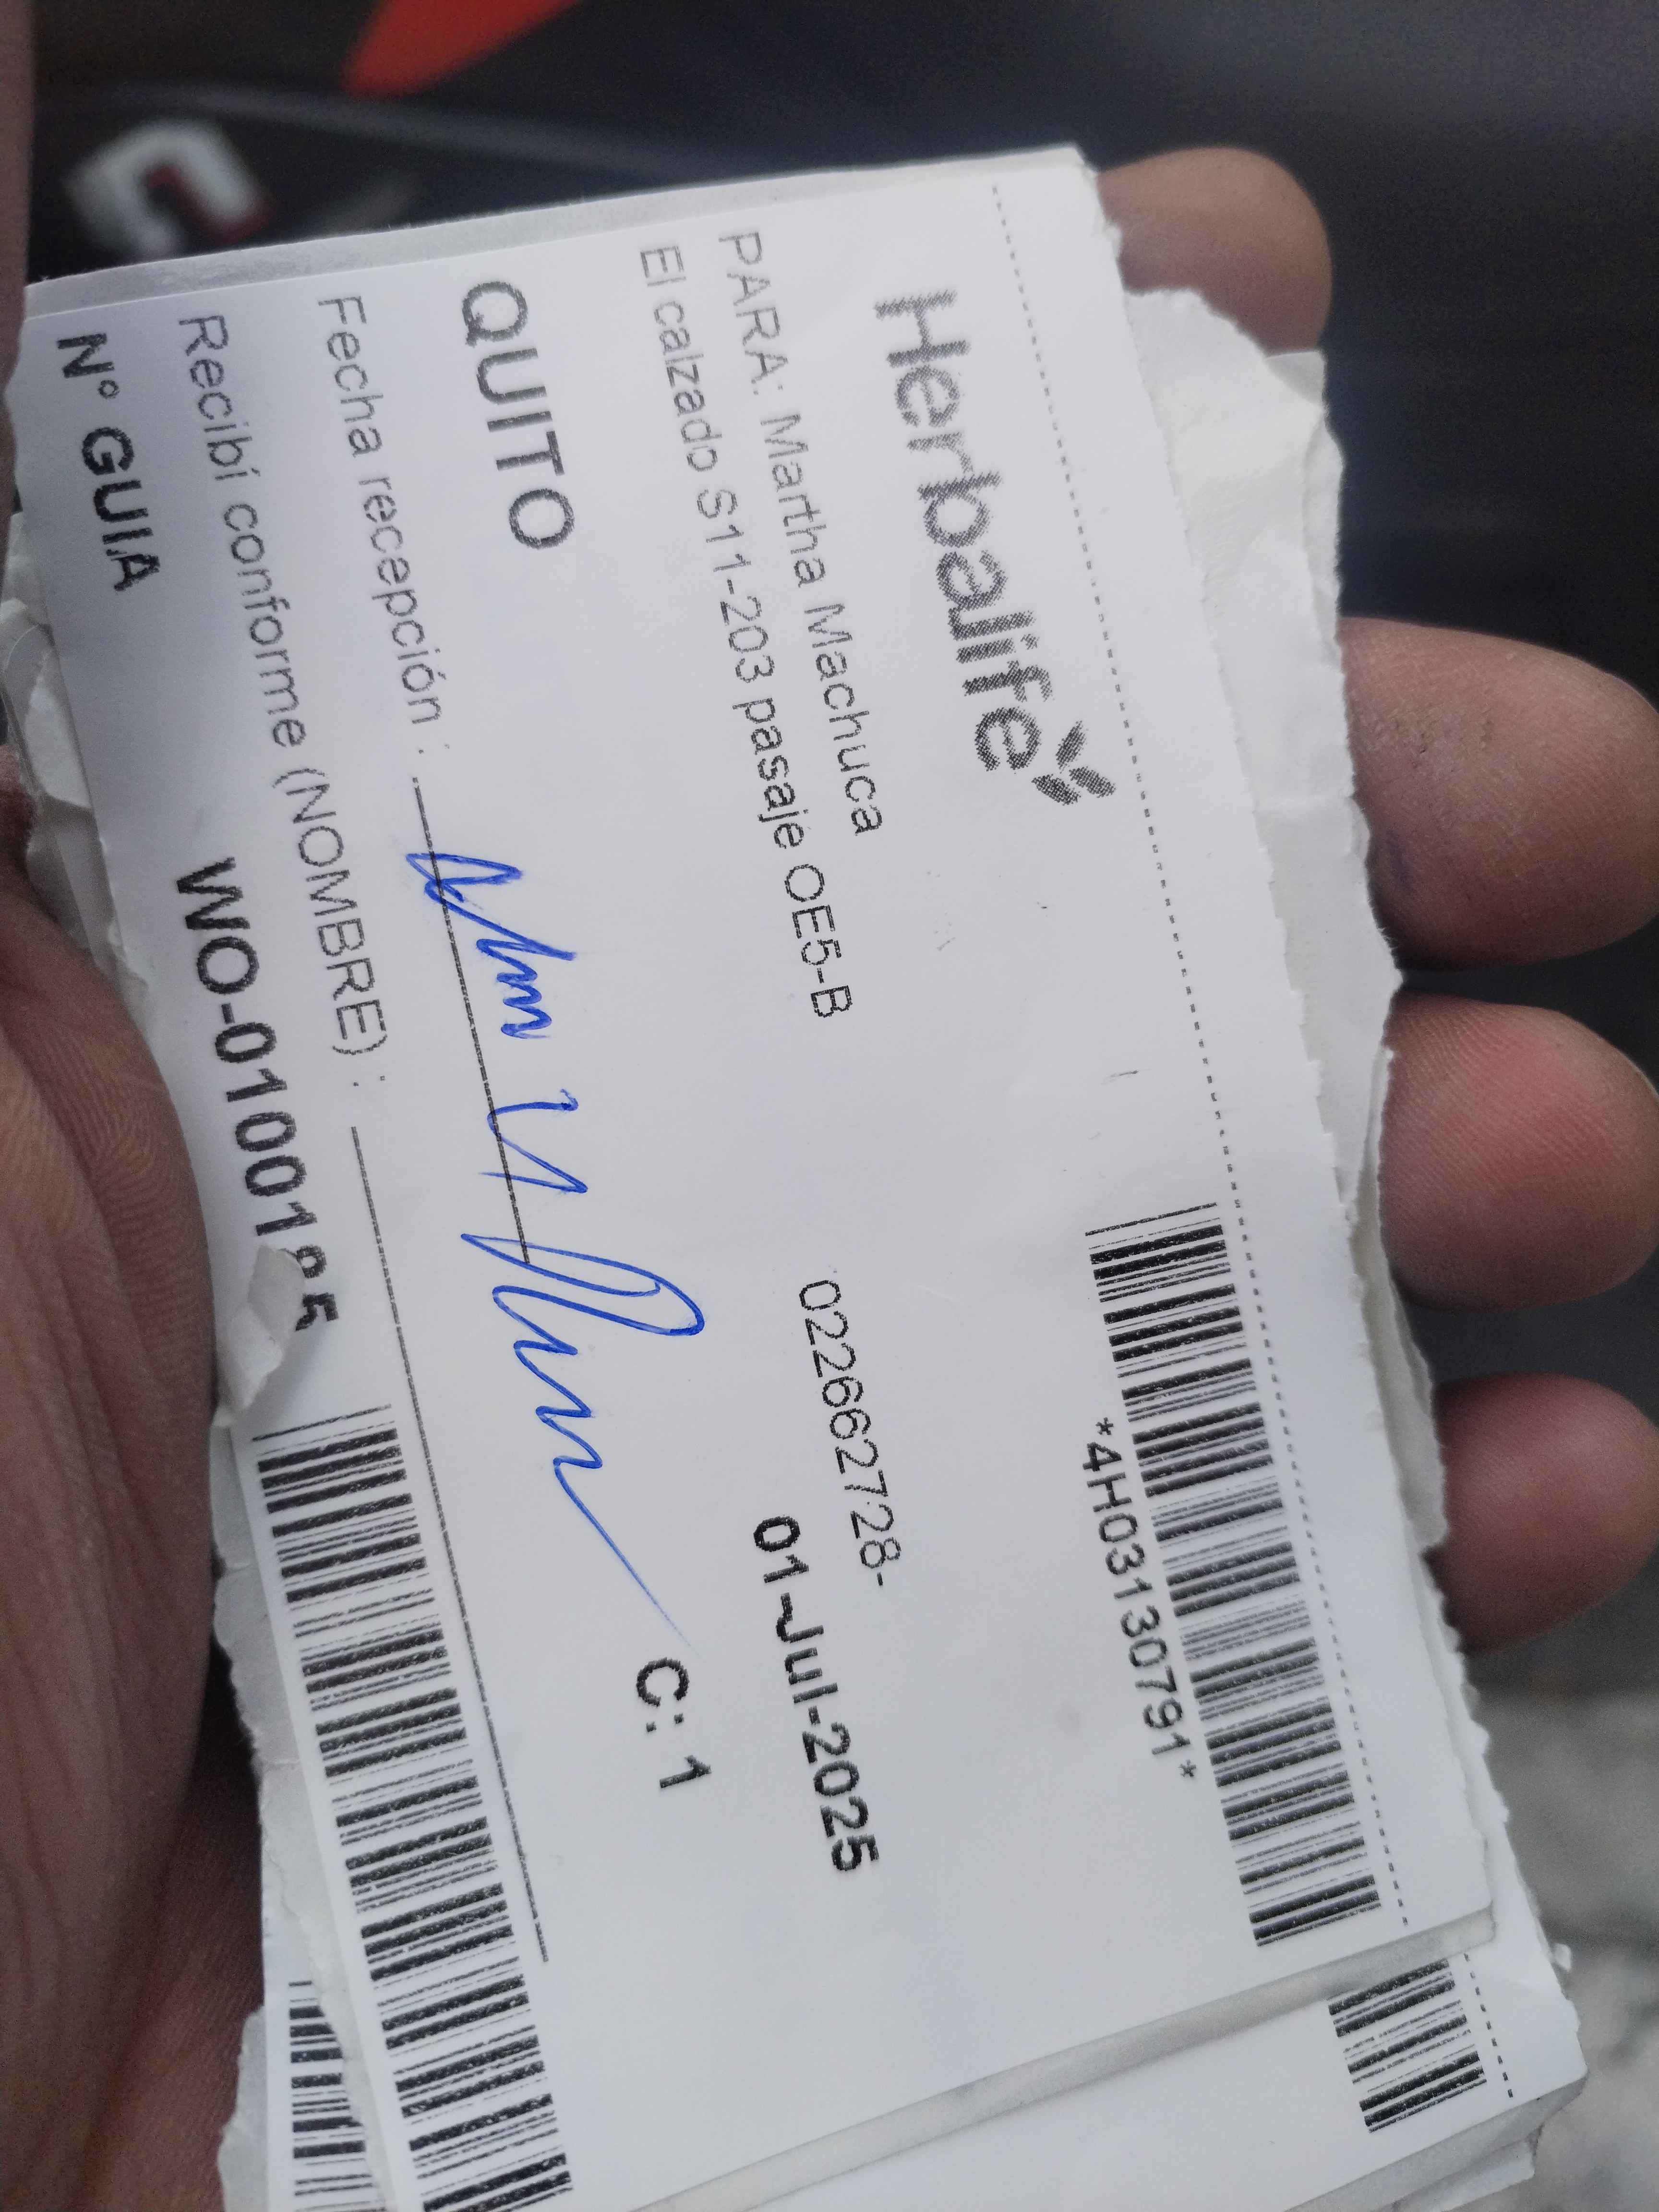 Herbalife
*4H03130791*
PARA: Martha Machuca
022662728-
El calzado S11-203 pasaje OE5-B
01-Jul-2025
QUITO
C: 1
Fecha recepción :
Recibí conforme (NOMBRE) :
N° GUIA